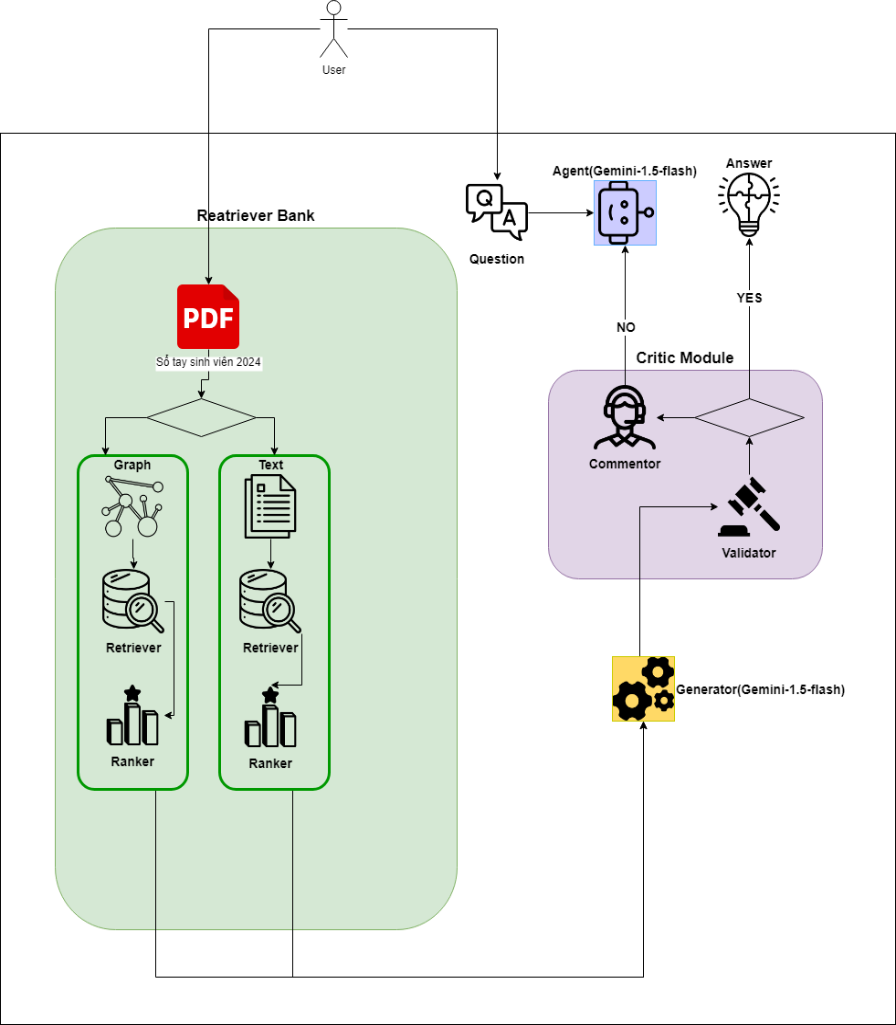 User
Answer
Agent(Gemini-1.5-flash)
Q
A
Reatriever Bank
Question
YES
PDF
NO
Sổ tay sinh viên 2024
Critic Module
Graph
Text
Commentor
Validator
Retriever
Retriever
Generator(Gemini-1.5-flash)
Ranker
Ranker